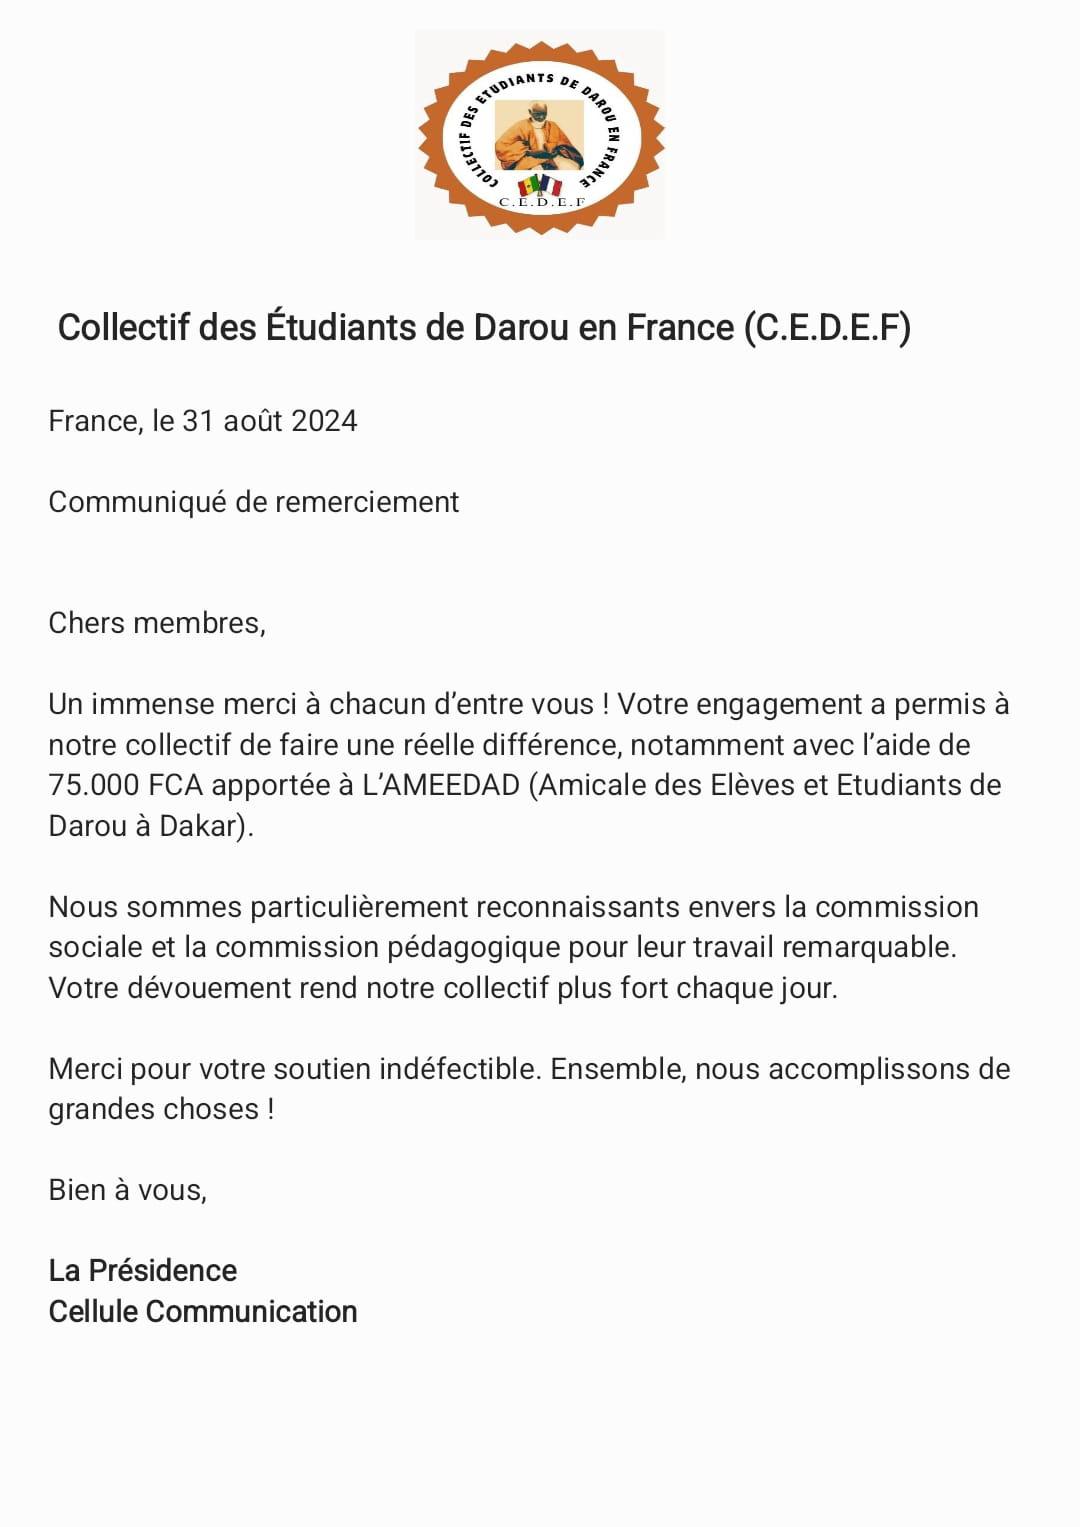 COLLECTIF DES ETUDIANTS DE DAROU EN FRANCE
C.E.D.E.F
Collectif des Étudiants de Darou en France (C.E.D.E.F)
France, le 31 août 2024
Communiqué de remerciement
Chers membres,
Un immense merci à chacun d’entre vous ! Votre engagement a permis à
notre collectif de faire une réelle différence, notamment avec l’aide de
75.000 FCA apportée à L’AMEEDAD (Amicale des Elèves et Etudiants de
Darou à Dakar).
Nous sommes particulièrement reconnaissants envers la commission
sociale et la commission pédagogique pour leur travail remarquable.
Votre dévouement rend notre collectif plus fort chaque jour.
Merci pour votre soutien indéfectible. Ensemble, nous accomplissons de
grandes choses !
Bien à vous,
La Présidence
Cellule Communication